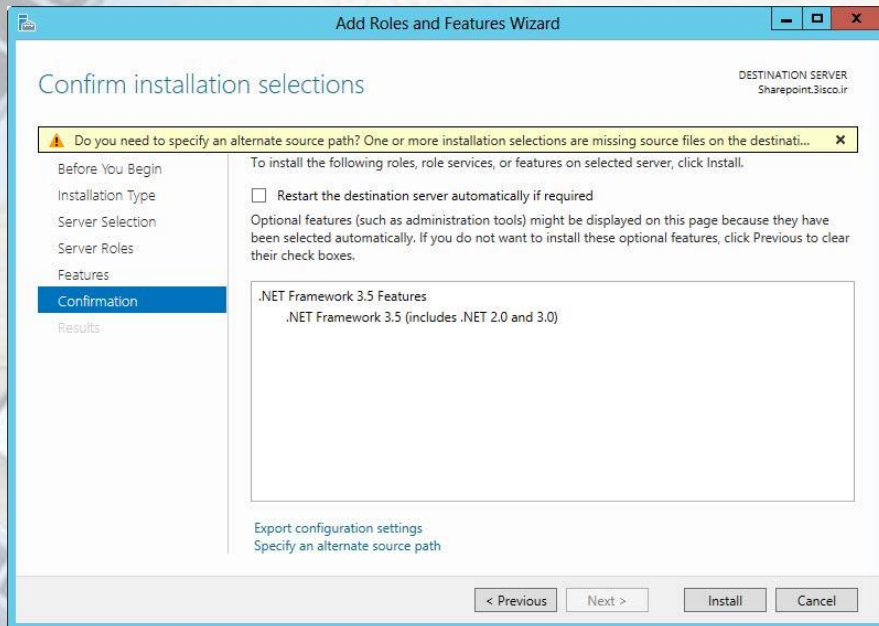 Add Roles and Features Wizard
Confirm installation selections
DESTINATION SERVER
Sharepoint.3isco.ir
Do you need to specify an alternate source path? One or more installation selections are missing source files on the destinati...
Before You Begin
Installation Type
Server Selection
Server Roles
Features
Confirmation
Results
To install the following roles, role services, or features on selected server, click Install.
Restart the destination server automatically if required
Optional features (such as administration tools) might be displayed on this page because they have
been selected automatically. If you do not want to install these optional features, click Previous to clear
their check boxes.
.NET Framework 3.5 Features
.NET Framework 3.5 (includes .NET 2.0 and 3.0)
Export configuration settings
Specify an alternate source path
< Previous
Next >
Install
Cancel